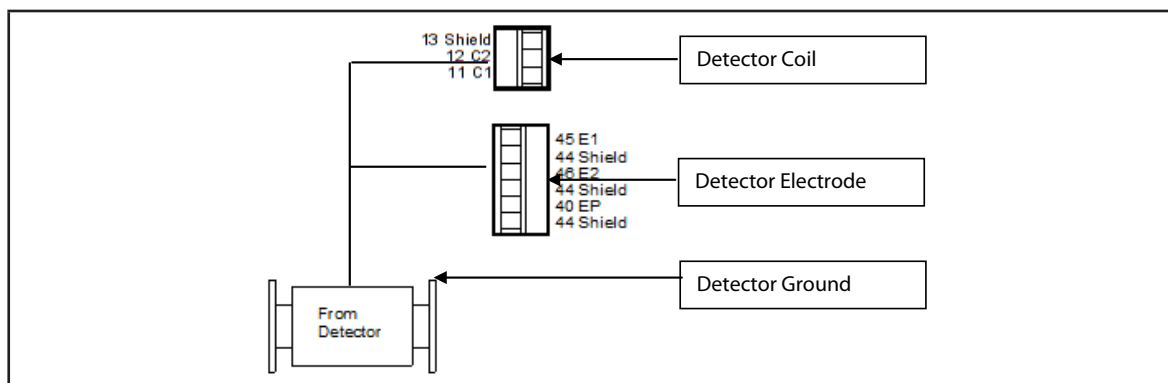 13 Shield
12 C2
11 C1
Detector Coil
45 E1
44 Shield
46 E2
44 Shield
40 EP
44 Shield
Detector Electrode
Detector Ground
From
Detector